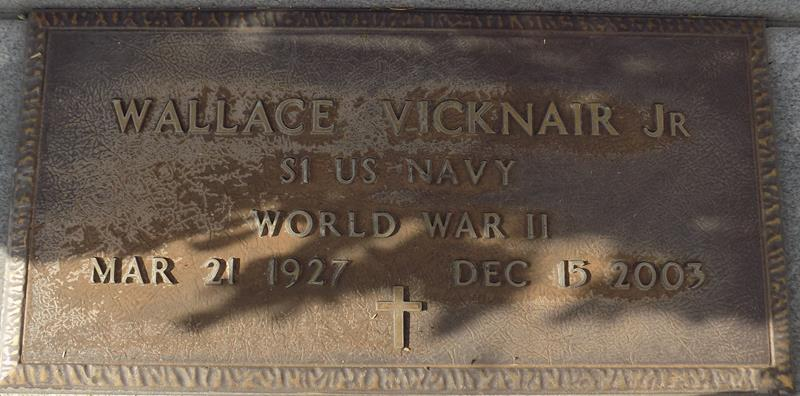 WALLACE VICKNAIR JR
S1 US NAVY
WORLD WAR II
MAR 21 1927 DEC 15 2003